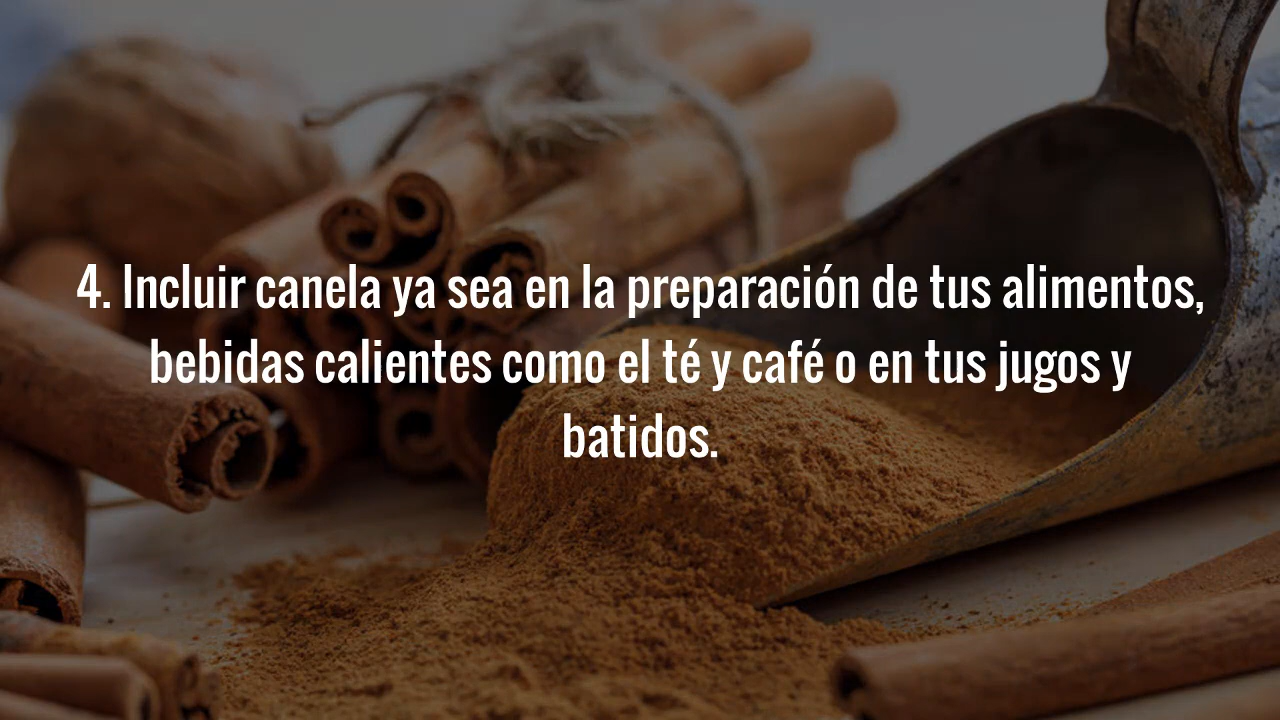 4. Incluir canela ya sea en la preparación de tus alimentos,
bebidas calientes como el té y café o en tus jugos y
batidos.